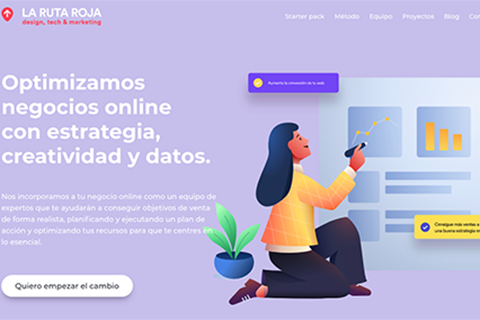 LA RUTA ROJA
design, tech & marketing
Starter pack Método Equipo Proyectos Blog
Optimizamos
negocios online
con estrategia,
creatividad y datos.
Aumenta la conversión de tu web
Nos incorporamos a tu negocio online como un equipo de
expertos que te ayudarán a conseguir objetivos de venta
de forma realista, planificando y ejecutando un plan de
acción y optimizando tus recursos para que te centres en
lo esencial.
Consigue más ventas
una buena estrategia
Quiero empezar el cambio